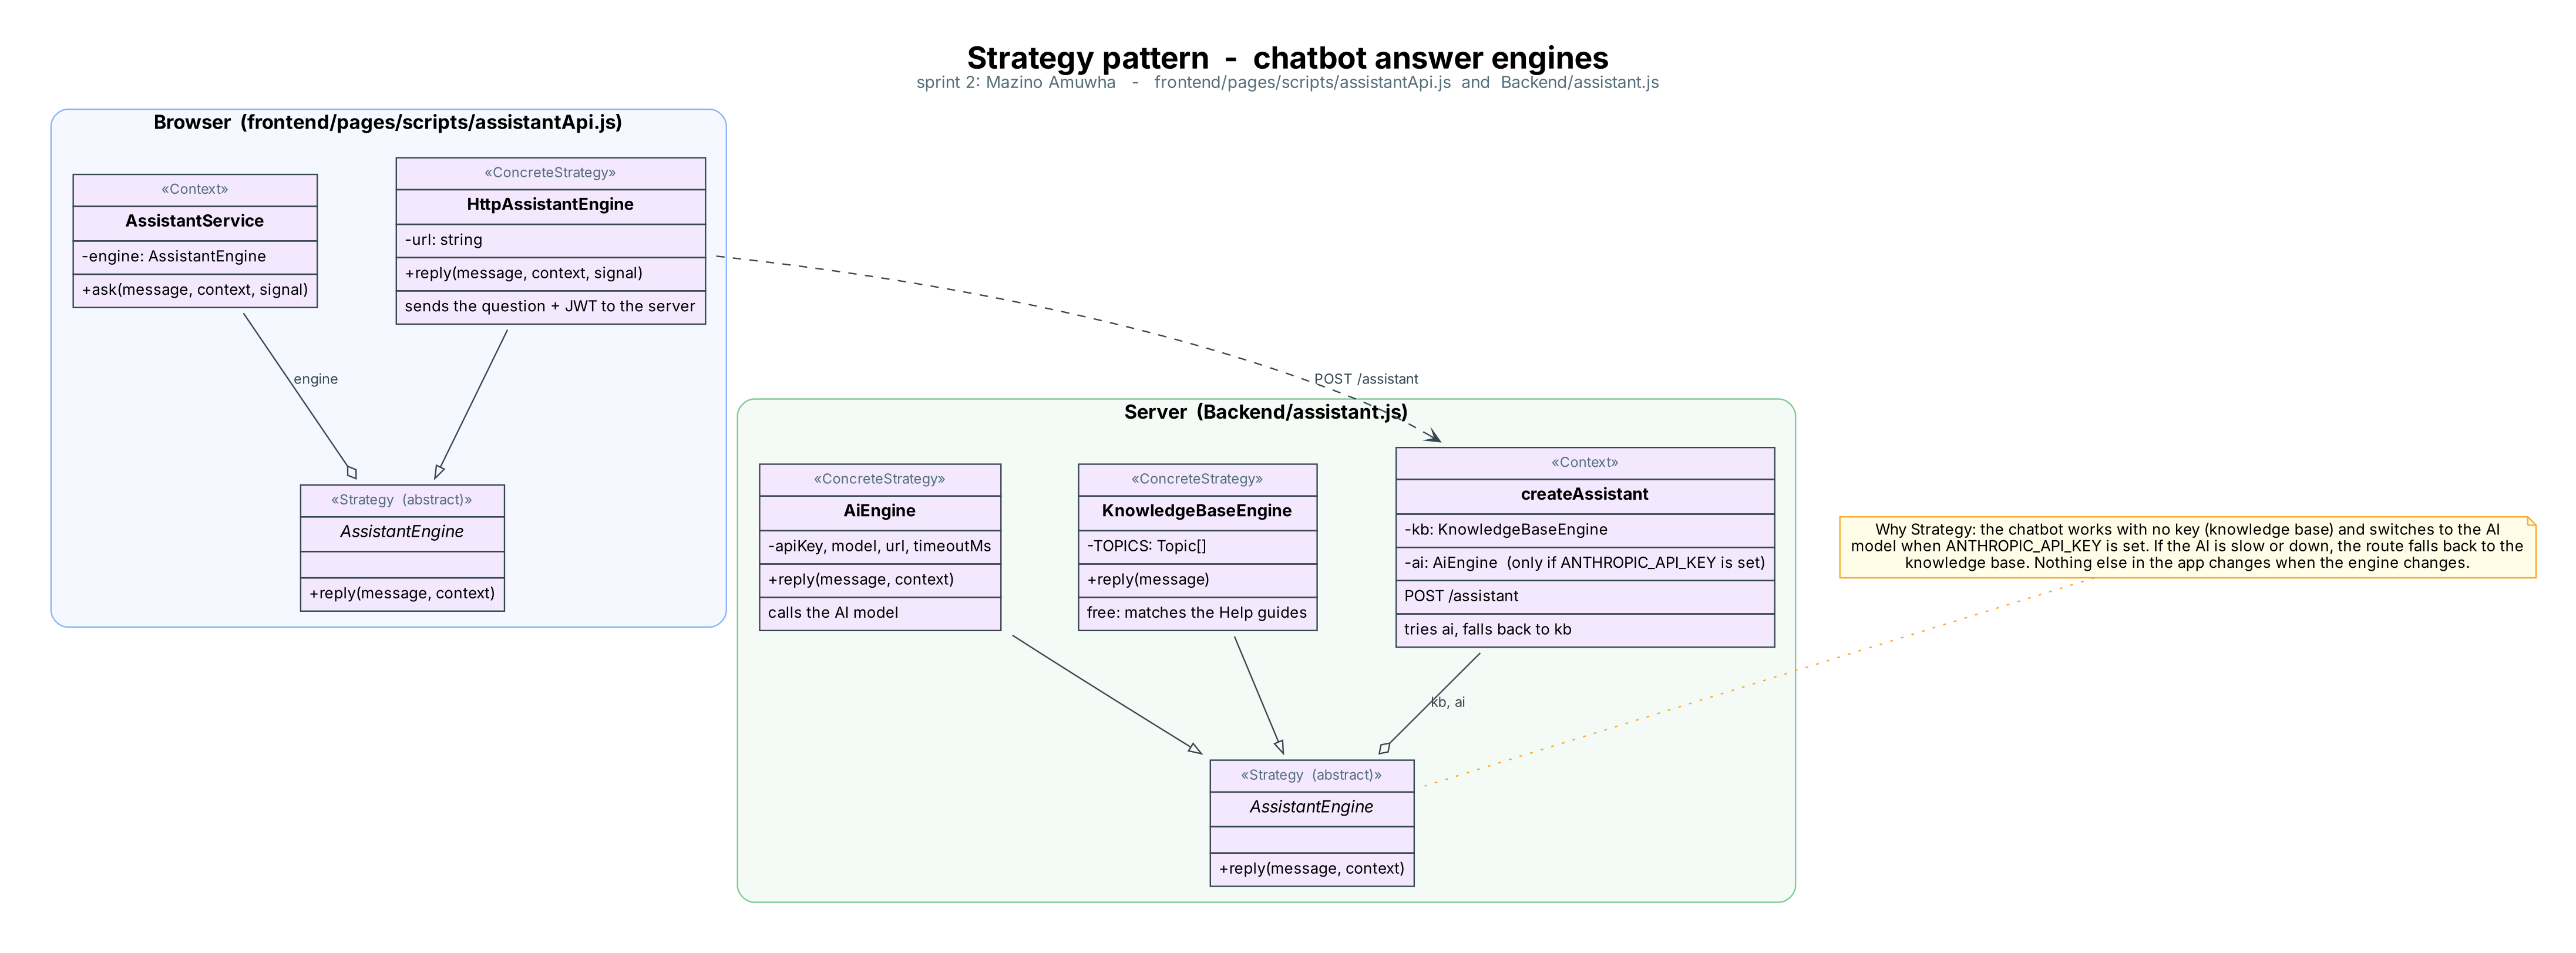 Strategy pattern - chatbot answer engines
sprint 2: Mazino Amuwha - frontend/pages/scripts/assistantApi.js and Backend/assistant.js
Browser (frontend/pages/scripts/assistantApi.js)
«Context»
AssistantService
-engine: AssistantEngine
+ask(message, context, signal)
«ConcreteStrategy»
HttpAssistantEngine
-url: string
+reply(message, context, signal)
sends the question + JWT to the server
engine
POST /assistant
«Strategy (abstract)»
AssistantEngine
+reply(message, context)
Server (Backend/assistant.js)
«ConcreteStrategy»
AiEngine
-apiKey, model, url, timeoutMs
+reply(message, context)
calls the AI model
«ConcreteStrategy»
KnowledgeBaseEngine
-TOPICS: Topic[]
+reply(message)
free: matches the Help guides
«Context»
createAssistant
-kb: KnowledgeBaseEngine
-ai: AiEngine (only if ANTHROPIC_API_KEY is set)
POST /assistant
tries ai, falls back to kb
Why Strategy: the chatbot works with no key (knowledge base) and switches to the AI
model when ANTHROPIC_API_KEY is set. If the AI is slow or down, the route falls back to the
knowledge base. Nothing else in the app changes when the engine changes.
kb, ai
«Strategy (abstract)»
AssistantEngine
+reply(message, context)